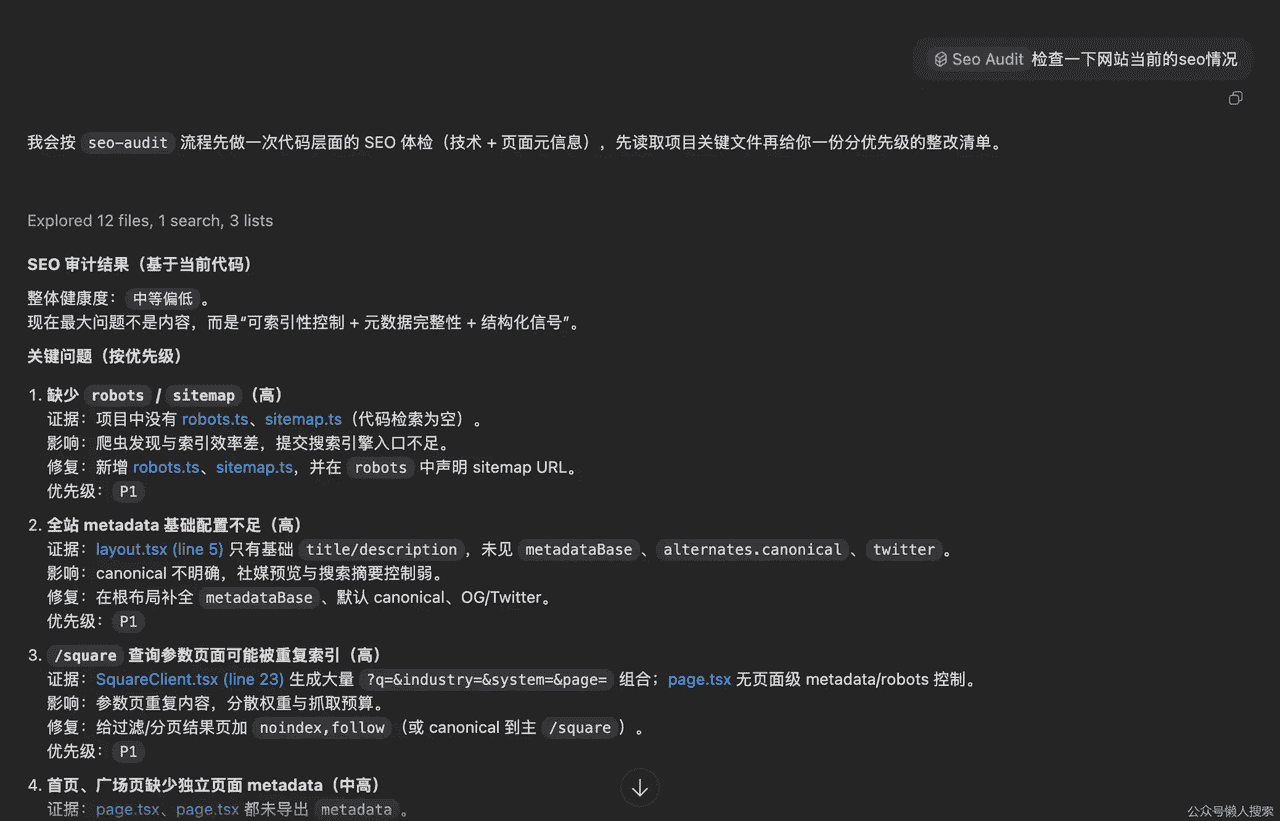 Seo Audit 检查一下网站当前的seo情况
我会按 seo-audit 流程先做一次代码层面的 SEO 体检（技术 + 页面元信息），先读取项目关键文件再给你一份分优先级的整改清单。
Explored 12 files, 1 search, 3 lists
SEO 审计结果（基于当前代码）
整体健康度： 中等偏低 。
现在最大问题不是内容，而是“可索引性控制 + 元数据完整性 + 结构化信号”。
关键问题（按优先级）
1. 缺少 robots / sitemap （高）
证据：项目中没有 robots.ts、sitemap.ts（代码检索为空）。
影响：爬虫发现与索引效率差，提交搜索引擎入口不足。
修复：新增 robots.ts、sitemap.ts，并在 robots 中声明 sitemap URL。
优先级： P1
2. 全站 metadata 基础配置不足（高）
证据：layout.tsx (line 5) 只有基础 title/description ，未见 metadataBase 、 alternates.canonical 、 twitter 。
影响：canonical 不明确，社媒预览与搜索摘要控制弱。
修复：在根布局补全 metadataBase 、默认 canonical、OG/Twitter。
优先级： P1
3. /square 查询参数页面可能被重复索引（高）
证据：SquareClient.tsx (line 23) 生成大量 ?q=&industry=&system=&page= 组合；page.tsx 无页面级 metadata/robots 控制。
影响：参数页重复内容，分散权重与抓取预算。
修复：给过滤/分页结果页加 noindex,follow （或 canonical 到主 /square ）。
优先级： P1
4. 首页、广场页缺少独立页面 metadata（中高）
证据：page.tsx、page.tsx 都未导出 metadata 。
公众号懒人搜索